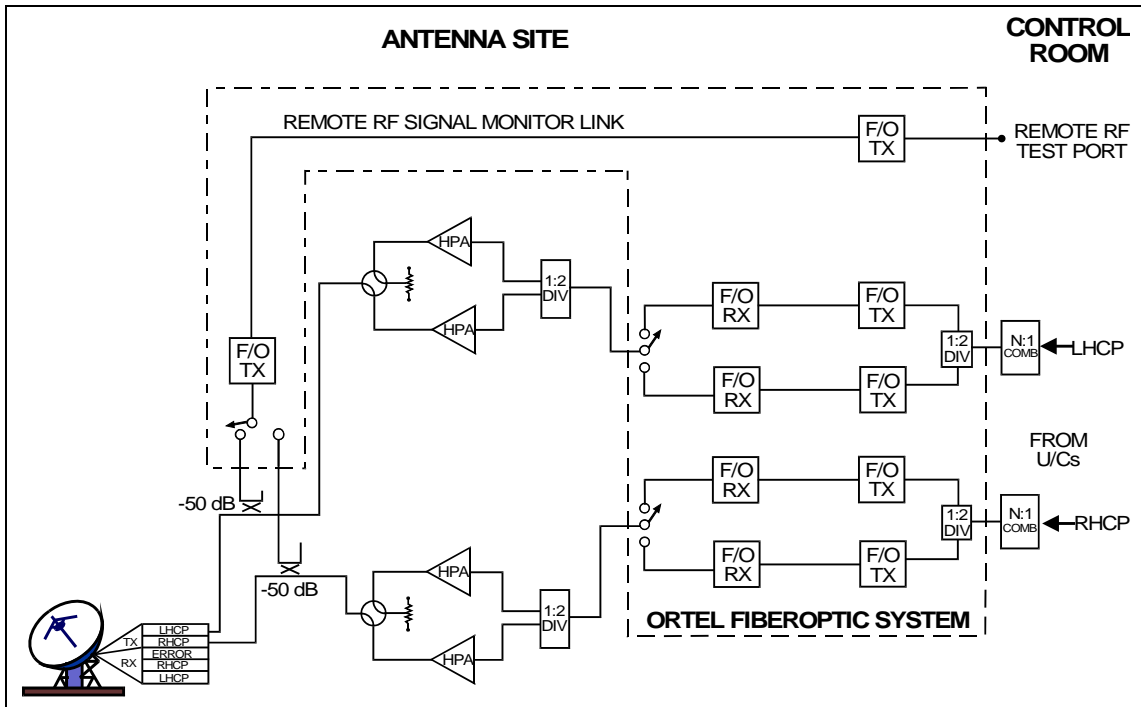 ANTENNA SITE
CONTROL
ROOM
REMOTE RF SIGNAL MONITOR LINK
F/O
TX
REMOTE RF
TEST PORT
HPA
1:2
DIV
HPA
F/O
RX
F/O
TX
F/O
RX
F/O
TX
1:2
DIV
N:1
COMB
LHCP
F/O
TX
FROM
U/Cs
F/O
RX
F/O
TX
F/O
RX
F/O
TX
1:2
DIV
N:1
COMB
RHCP
-50 dB
-50 dB
HPA
1:2
DIV
HPA
ORTEL FIBEROPTIC SYSTEM
TX
RX
LHCP
RHCP
ERROR
RHCP
LHCP